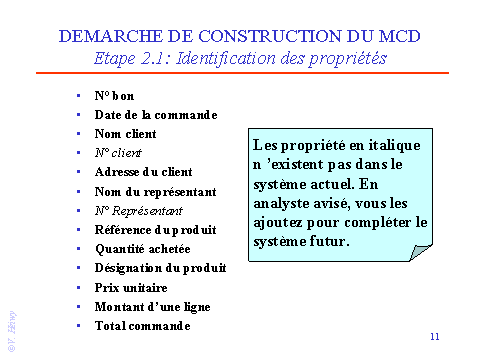 DEMARCHE DE CONSTRUCTION DU MCD
Etape 2.1: Identification des propriétés
• N° bon
• Date de la commande
• Nom client
• N° client
• Adresse du client
• Nom du représentant
• N° Représentant
• Référence du produit
• Quantité achetée
• Désignation du produit
• Prix unitaire
• Montant d’une ligne
• Total commande
Les propriété en italique
n ’existent pas dans le
système actuel. En
analyste avisé, vous les
ajoutez pour compléter le
système futur.
11